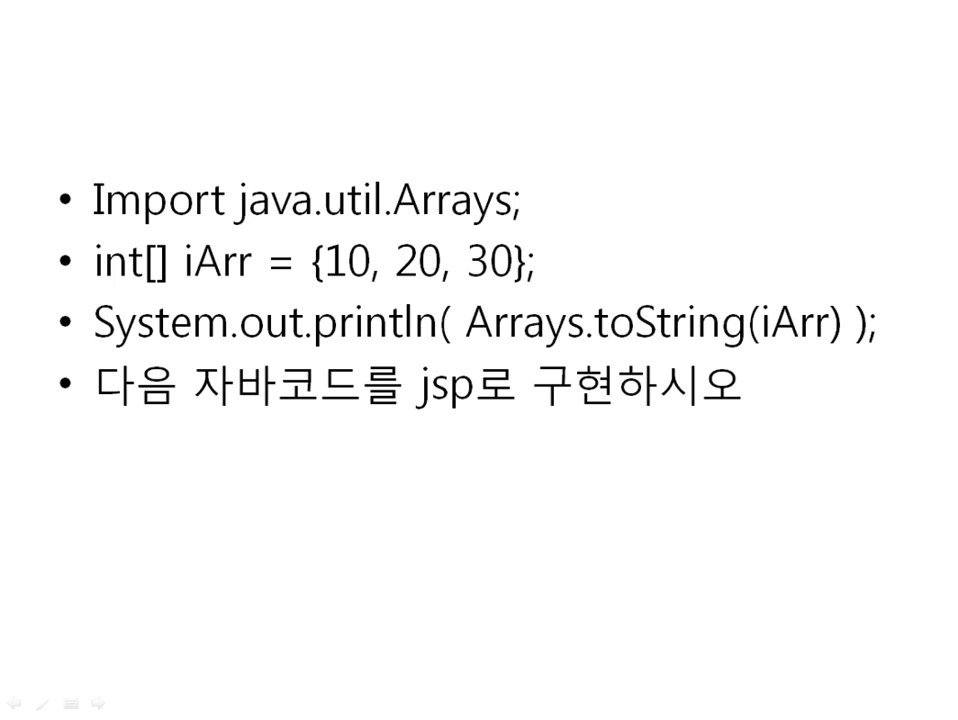 • Import java.util.Arrays;
• int[] iArr = {10, 20, 30};
• System.out.println( Arrays.toString(iArr) );
• 다음 자바코드를 jsp로 구현하시오